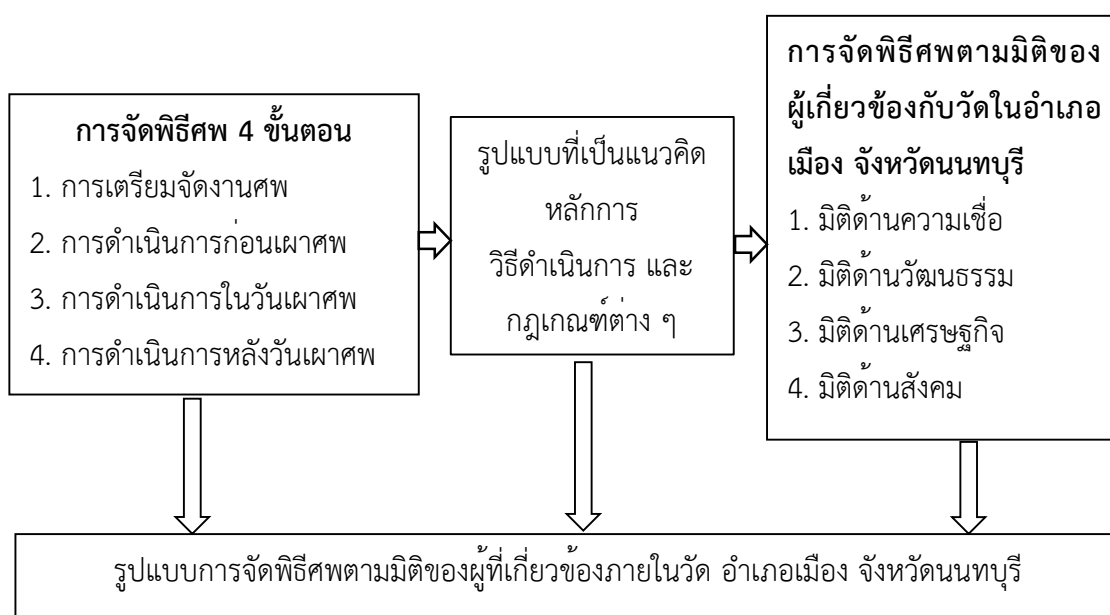 การจัดพิธีศพ 4 ขั้นตอน
1. การเตรียมจัดงานศพ
2. การดำเนินการก่อนเผาศพ
3. การดำเนินการในวันเผาศพ
4. การดำเนินการหลังวันเผาศพ
รูปแบบที่เป็นแนวคิด
หลักการ
วิธีดำเนินการ และ
กฎเกณฑ์ต่าง ๆ
การจัดพิธีศพตามมิติของ
ผู้เกี่ยวข้องกับวัดในอำเภอ
เมือง จังหวัดนนทบุรี
1. มิติด้านความเชื่อ
2. มิติด้านวัฒนธรรม
3. มิติด้านเศรษฐกิจ
4. มิติด้านสังคม
รูปแบบการจัดพิธีศพตามมิติของผู้ที่เกี่ยวข้องภายในวัด อำเภอเมือง จังหวัดนนทบุรี